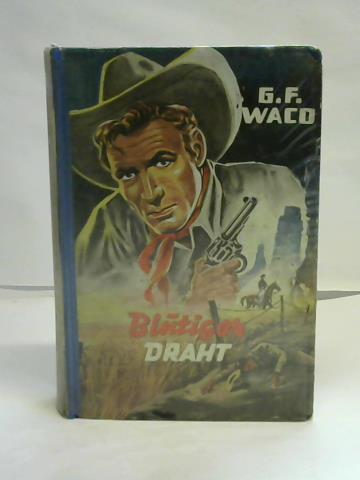 G.F.
WACO
Blutiger
DRAHT